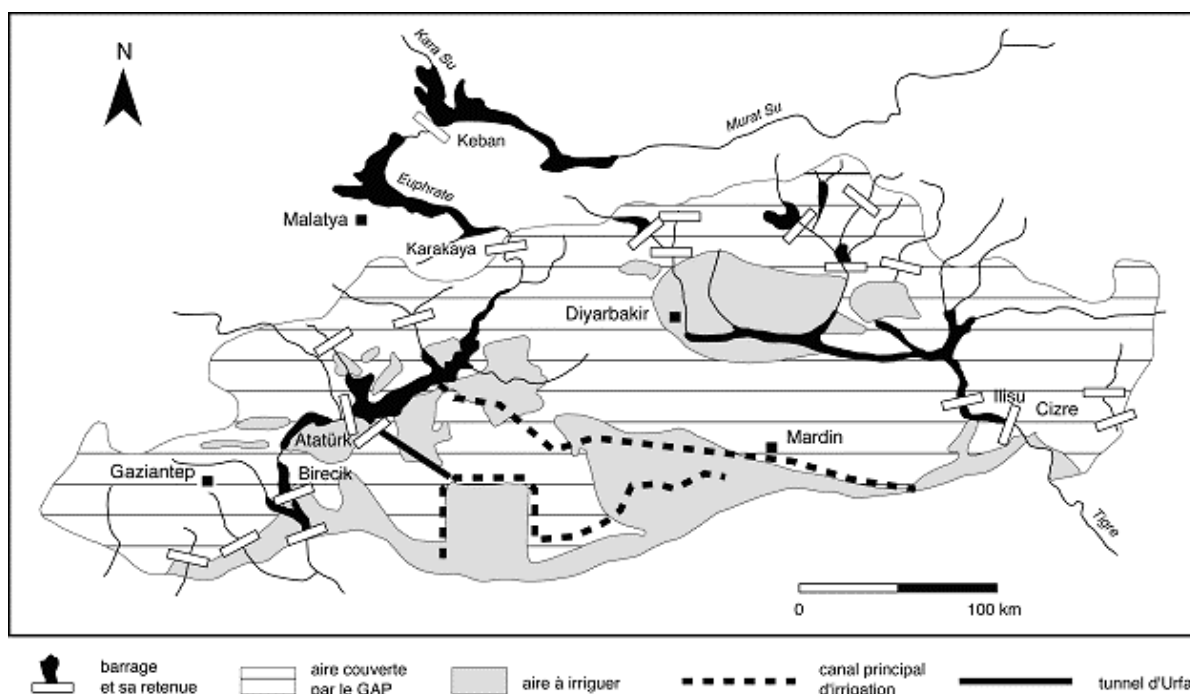 N
Kara Su
Murat Su
Keban
Euphrate
Malatya
Karakaya
Diyarbakir
Ilisu
Cizre
Atatürk
Mardin
Gaziantep
Birecik
Tigre
0 100 km
barrage
et sa retenue
aire couverte
par le GAP
aire à irriguer
canal principal
d'irrigation
tunnel d'Urfa